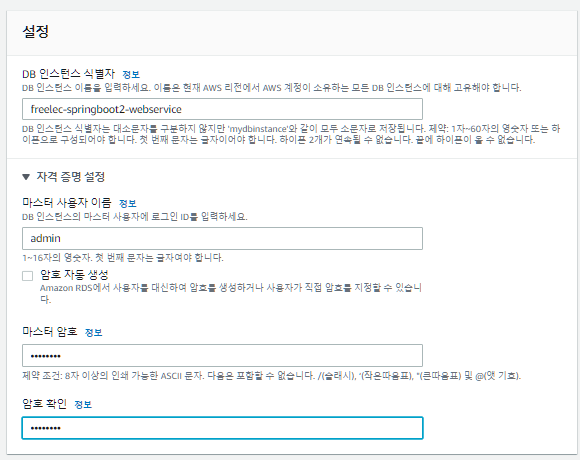 설정
DB 인스턴스 식별자 정보
DB 인스턴스 이름을 입력하세요. 이름은 현재 AWS 리전에서 AWS 계정이 소유하는 모든 DB 인스턴스에 대해 고유해야 합니다.
freelec-springboot2-webservice
DB 인스턴스 식별자는 대소문자를 구분하지 않지만 'mydbinstance'와 같이 모두 소문자로 저장됩니다. 제약: 1자~60자의 영숫자 또는 하
이픈으로 구성되어야 합니다. 첫 번째 문자는 글자이어야 합니다. 하이픈 2개가 연속될 수 없습니다. 끝에 하이픈이 올 수 없습니다.
▼ 자격 증명 설정
마스터 사용자 이름 정보
DB 인스턴스의 마스터 사용자에 로그인 ID를 입력하세요.
admin
1~16자의 영숫자. 첫 번째 문자는 글자여야 합니다.
암호 자동 생성
Amazon RDS에서 사용자를 대신하여 암호를 생성하거나 사용자가 직접 암호를 지정할 수 있습니
다.
마스터 암호 정보
••••••••
제약 조건: 8자 이상의 인쇄 가능한 ASCII 문자. 다음은 포함할 수 없습니다. /(슬래시), '(작은따옴표), "(큰따옴표) 및 @(앳 기호).
암호 확인 정보
••••••••